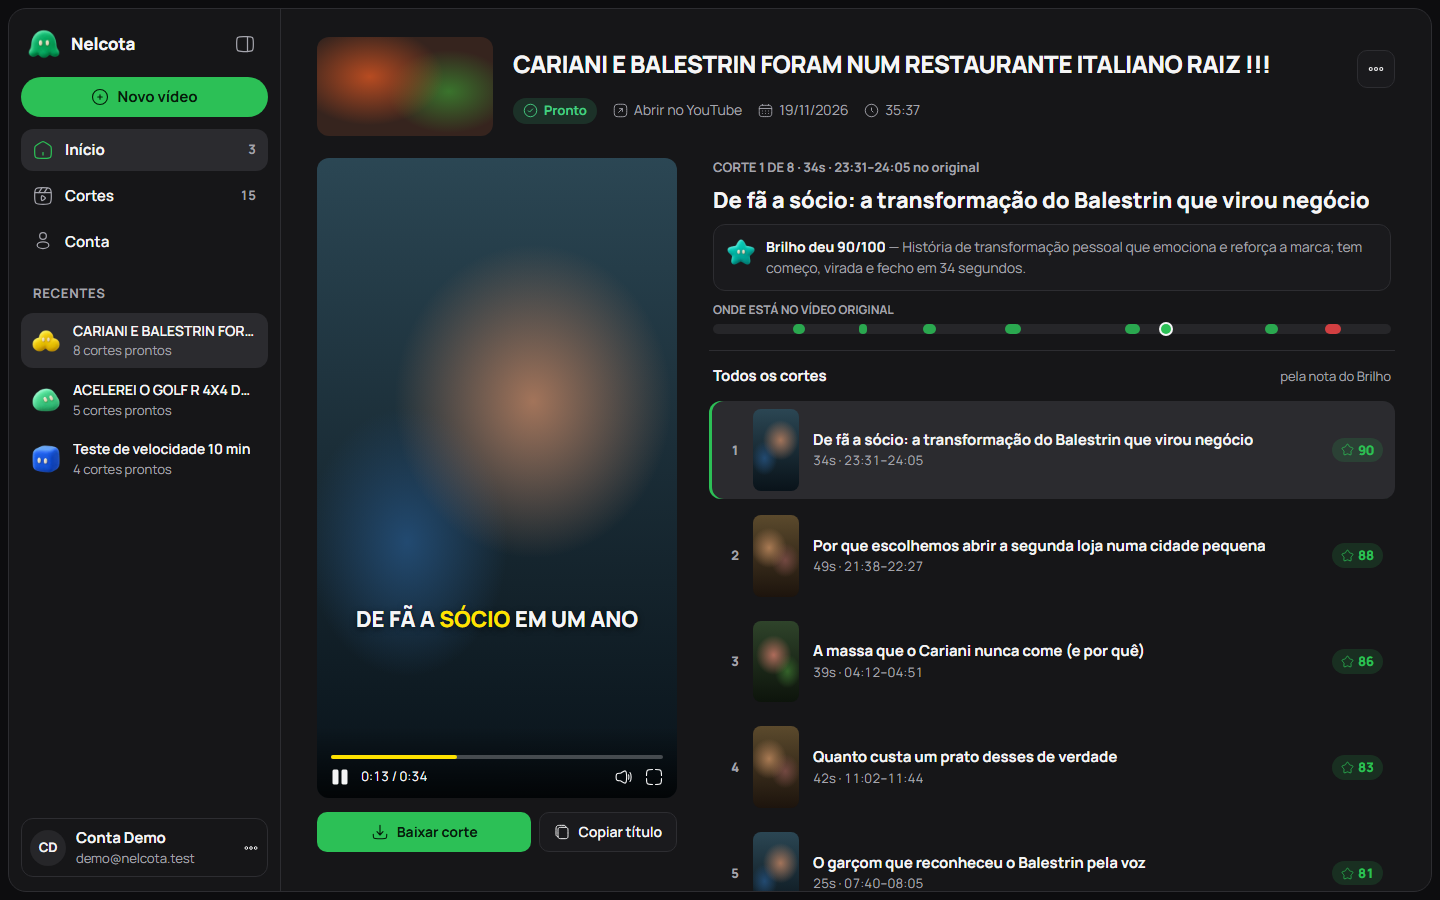 Nelcota
Novo vídeo
Início 3
Cortes 15
Conta
RECENTES
CARIANI E BALESTRIN FOR...
8 cortes prontos
ACELEREI O GOLF R 4X4 D...
5 cortes prontos
Teste de velocidade 10 min
4 cortes prontos
CD
Conta Demo
demo@nelcota.test
CARIANI E BALESTRIN FORAM NUM RESTAURANTE ITALIANO RAIZ !!!
Pronto Abrir no YouTube 19/11/2026 35:37
DE FÃ A SÓCIO EM UM ANO
0:13 / 0:34
Baixar corte Copiar título
CORTE 1 DE 8 · 34s · 23:31–24:05 no original
De fã a sócio: a transformação do Balestrin que virou negócio
Brilho deu 90/100 — História de transformação pessoal que emociona e reforça a marca; tem
começo, virada e fecho em 34 segundos.
ONDE ESTÁ NO VÍDEO ORIGINAL
Todos os cortes pela nota do Brilho
1 De fã a sócio: a transformação do Balestrin que virou negócio 90
34s · 23:31–24:05
2 Por que escolhemos abrir a segunda loja numa cidade pequena 88
49s · 21:38–22:27
3 A massa que o Cariani nunca come (e por quê) 86
39s · 04:12–04:51
4 Quanto custa um prato desses de verdade 83
42s · 11:02–11:44
5 O garçom que reconheceu o Balestrin pela voz 81
25s · 07:40–08:05